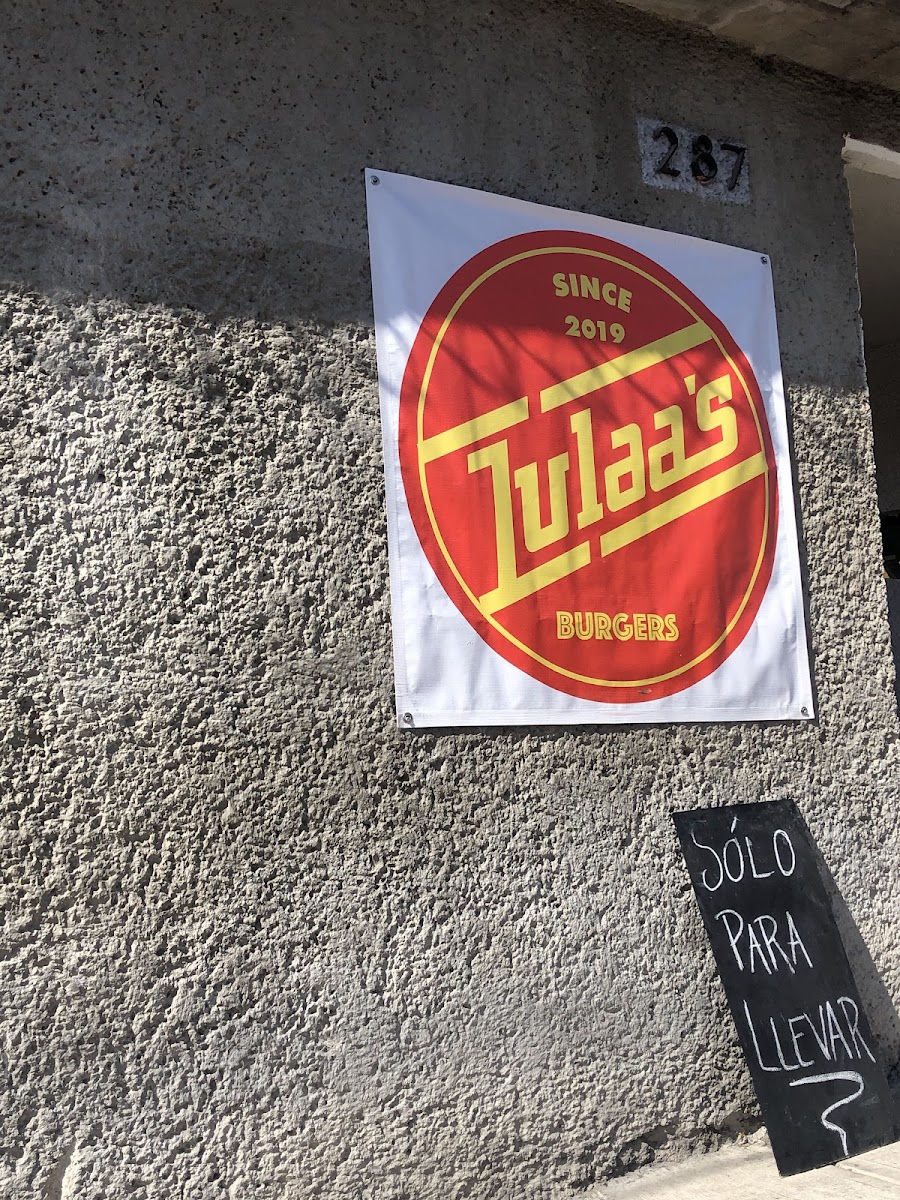 287
SINCE
2019
Zulaa's
BURGERS
SÓLO
PARA
LLEVAR